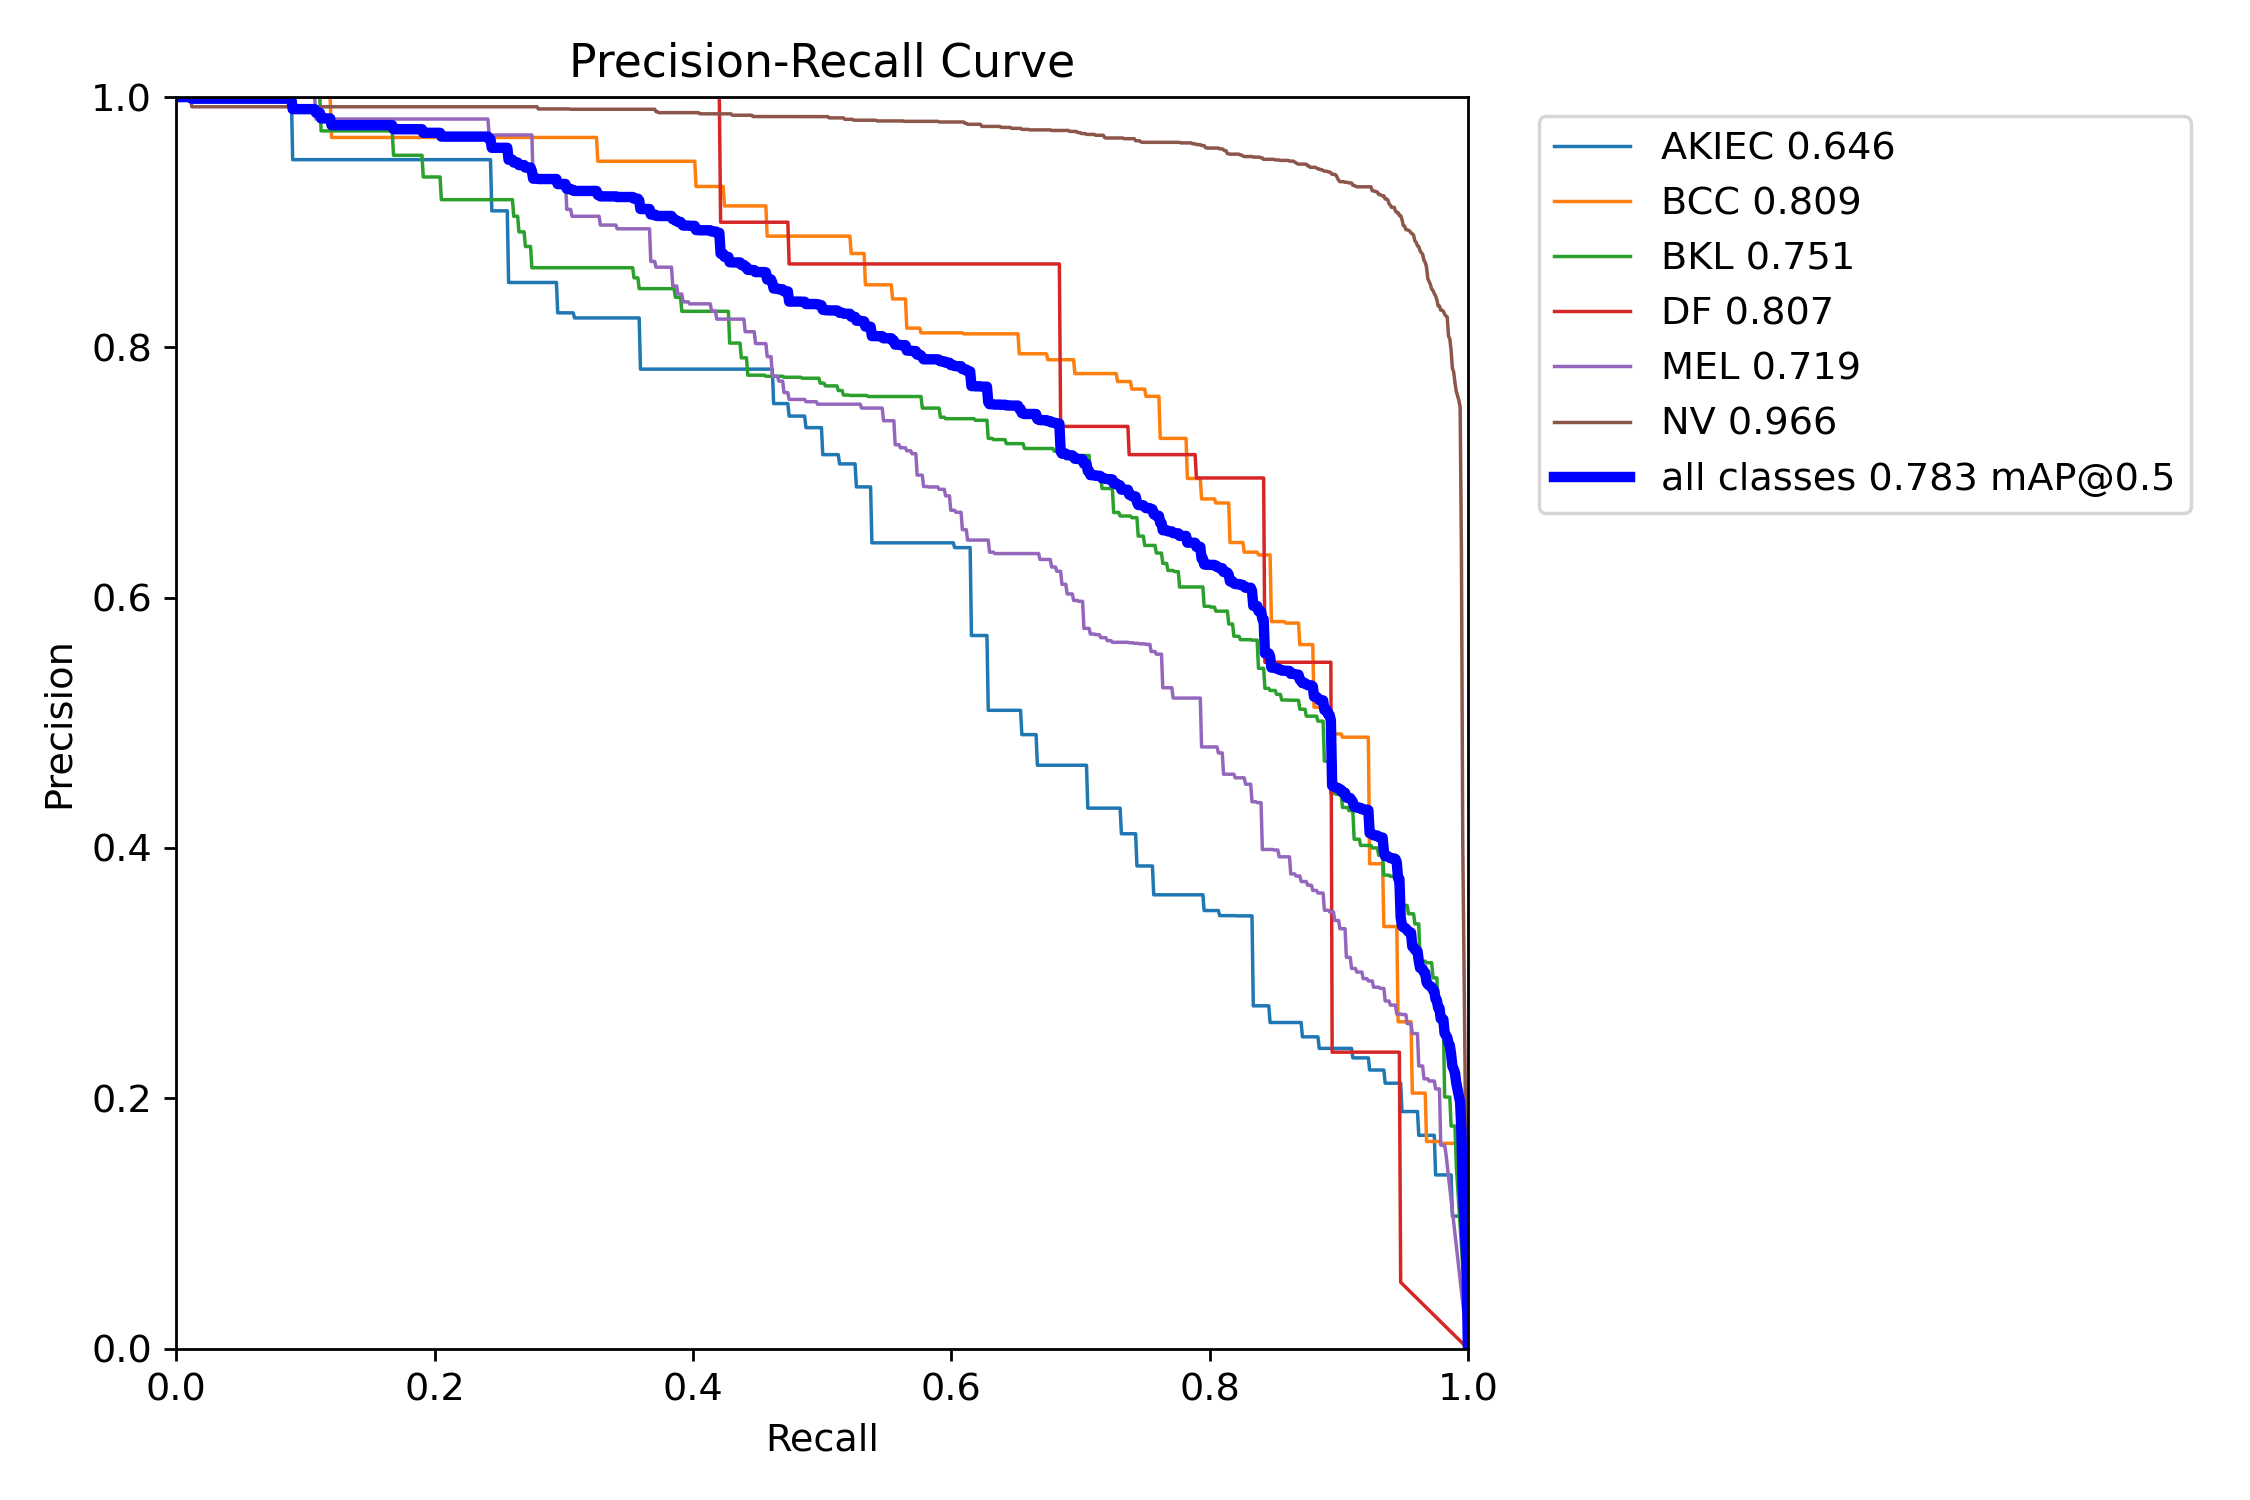 Precision-Recall Curve
1.0
0.8
0.6
0.4
0.2
0.0
Precision
0.0 0.2 0.4 0.6 0.8 1.0
Recall
AKIEC 0.646
BCC 0.809
BKL 0.751
DF 0.807
MEL 0.719
NV 0.966
all classes 0.783 mAP@0.5